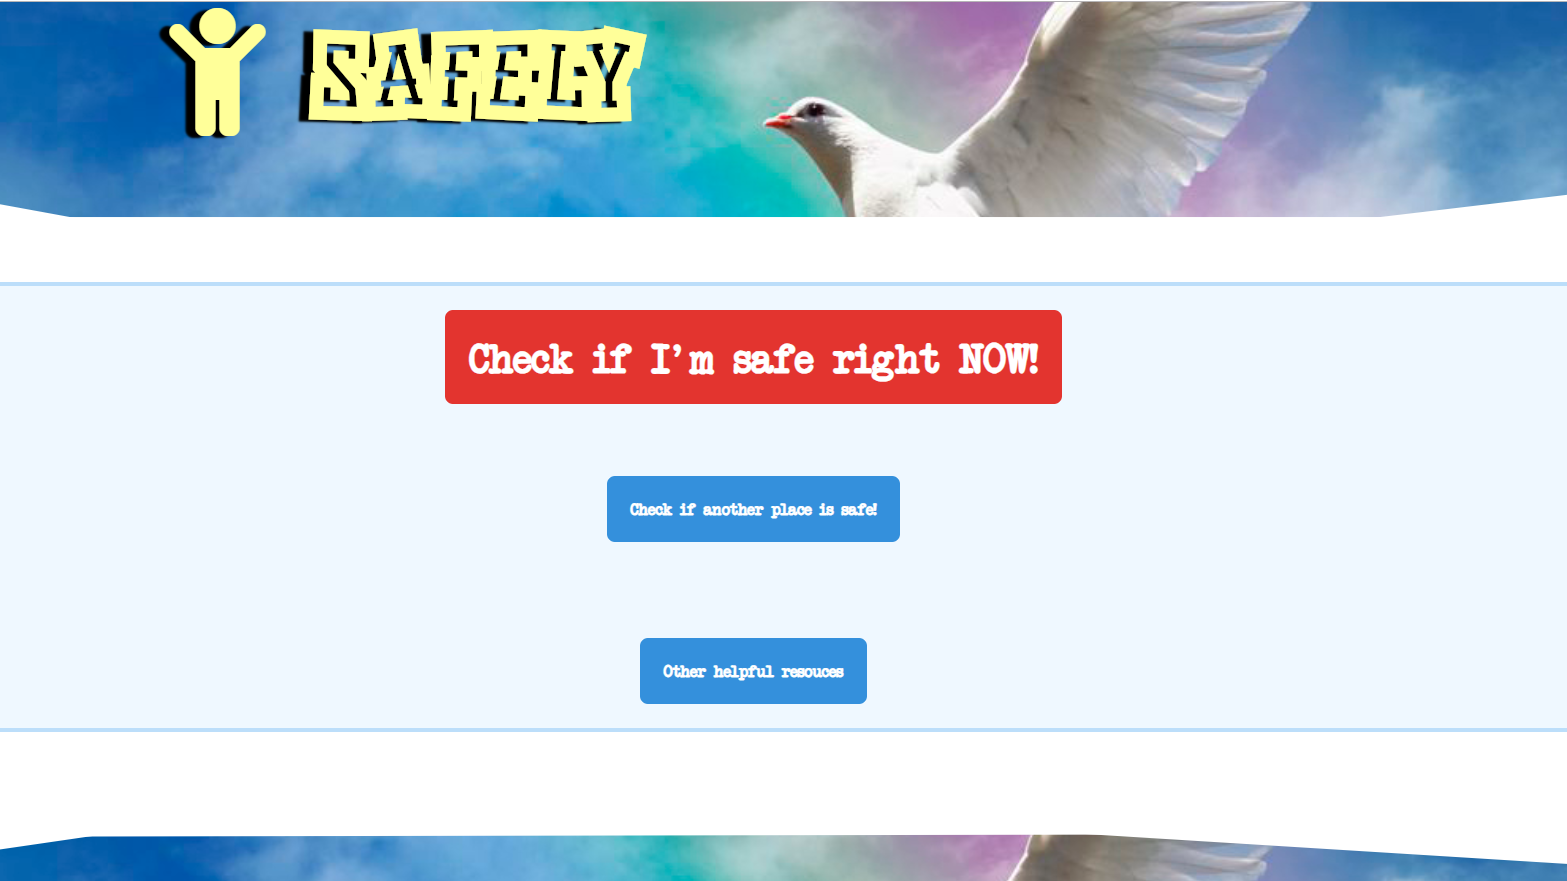 SAFELY
Check if I'm safe right NOW!
Check if another place is safe!
Other helpful resouces